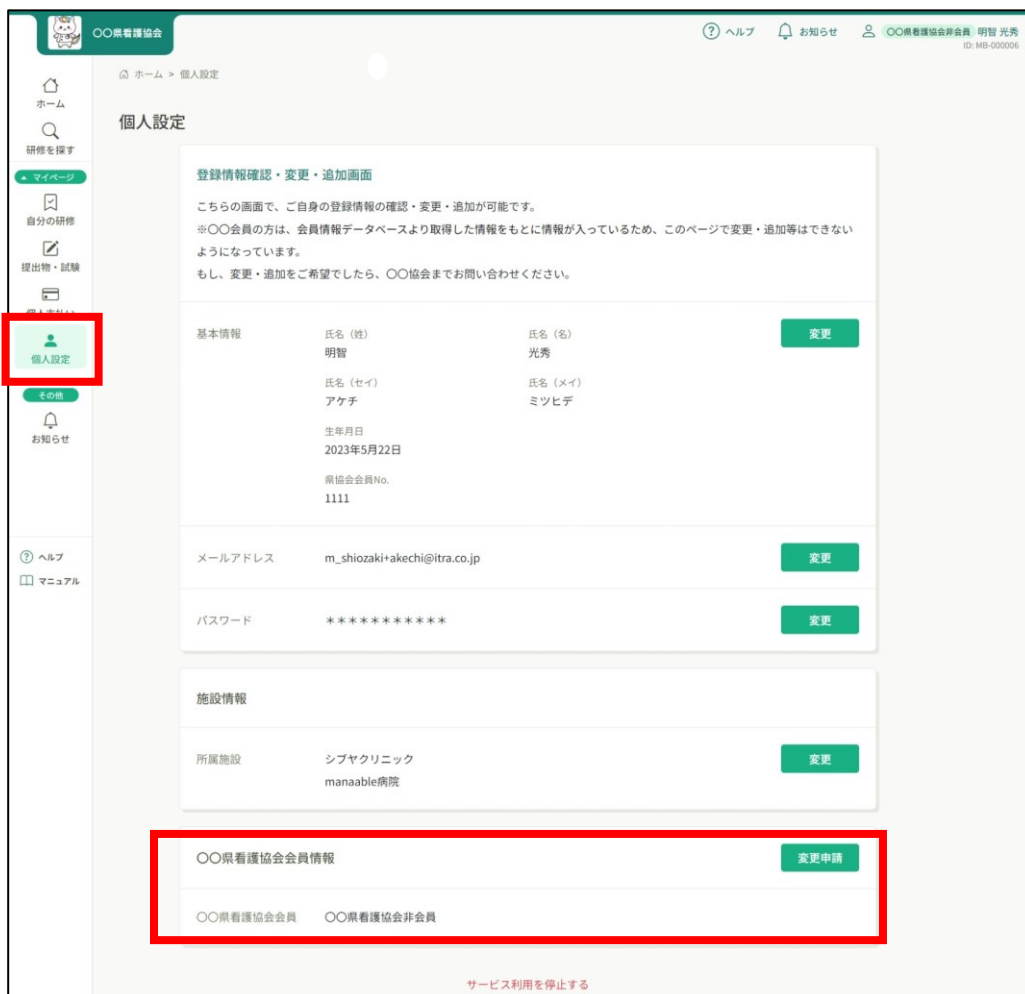 〇〇県看護協会
ヘルプ お知らせ 〇〇県看護協会非会員 明智 光秀
ID: MB-000006
ホーム > 個人設定
ホーム
研修を探す
マイページ
自分の研修
提出物・試験
個人支払い
個人設定
その他
お知らせ
ヘルプ
マニュアル
個人設定
登録情報確認・変更・追加画面
こちらの画面で、ご自身の登録情報の確認・変更・追加が可能です。
※〇〇会員の方は、会員情報データベースより取得した情報をもとに情報が入っているため、このページで変更・追加等はできない
ようになっています。
もし、変更・追加をご希望でしたら、〇〇協会までお問い合わせください。
基本情報 氏名（姓） 氏名（名） 変更
明智 光秀
氏名（セイ） 氏名（メイ）
アケチ ミツヒデ
生年月日
2023年5月22日
県協会会員No.
1111
メールアドレス m_shiozaki+akechi@itra.co.jp 変更
パスワード ＊＊＊＊＊＊＊＊＊＊＊ 変更
施設情報
所属施設 シブヤクリニック 変更
manaable病院
〇〇県看護協会会員情報 変更申請
〇〇県看護協会会員 〇〇県看護協会非会員
サービス利用を停止する